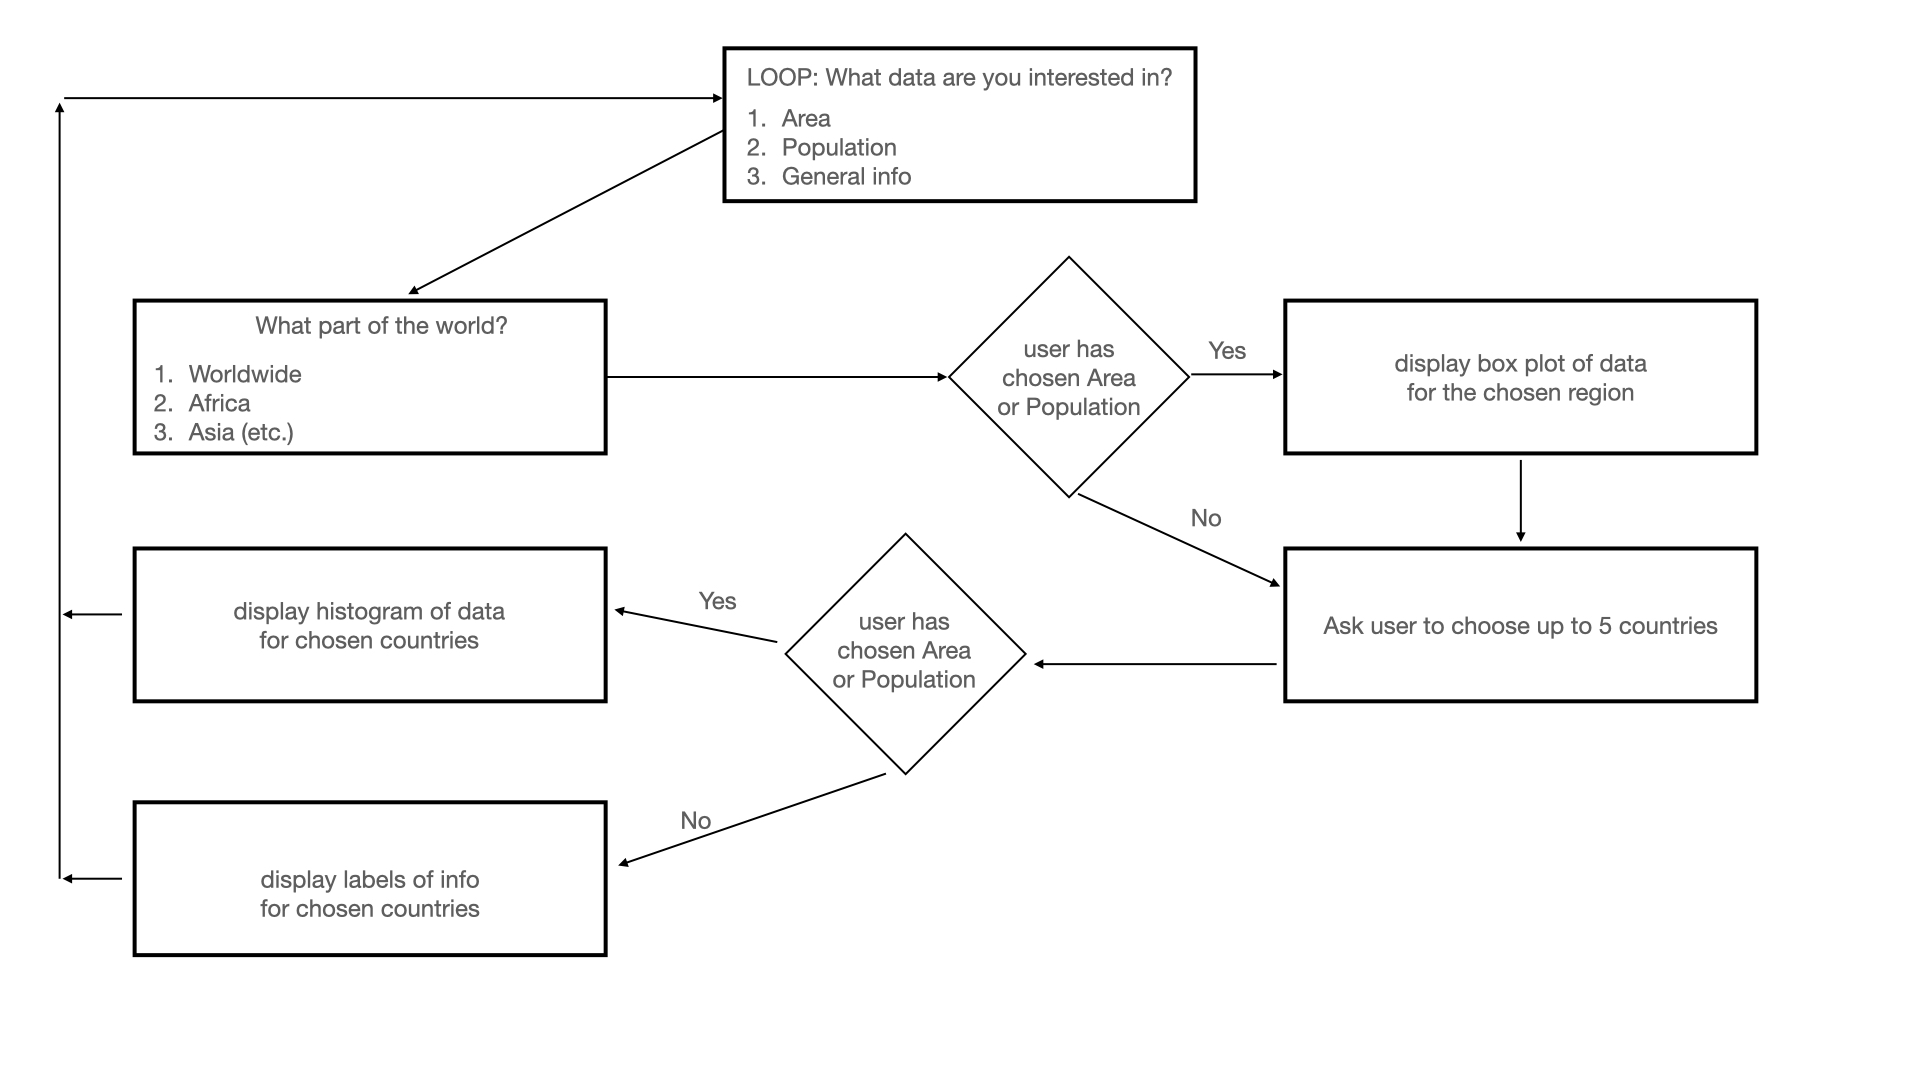 LOOP: What data are you interested in?
1. Area
2. Population
3. General info
What part of the world?
1. Worldwide
2. Africa
3. Asia (etc.)
user has
chosen Area
or Population
Yes
display box plot of data
for the chosen region
No
Ask user to choose up to 5 countries
user has
chosen Area
or Population
Yes
display histogram of data
for chosen countries
No
display labels of info
for chosen countries